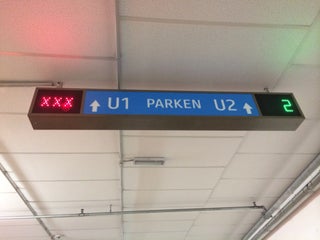 XXX ↑ U1 PARKEN U2 ↑ 2